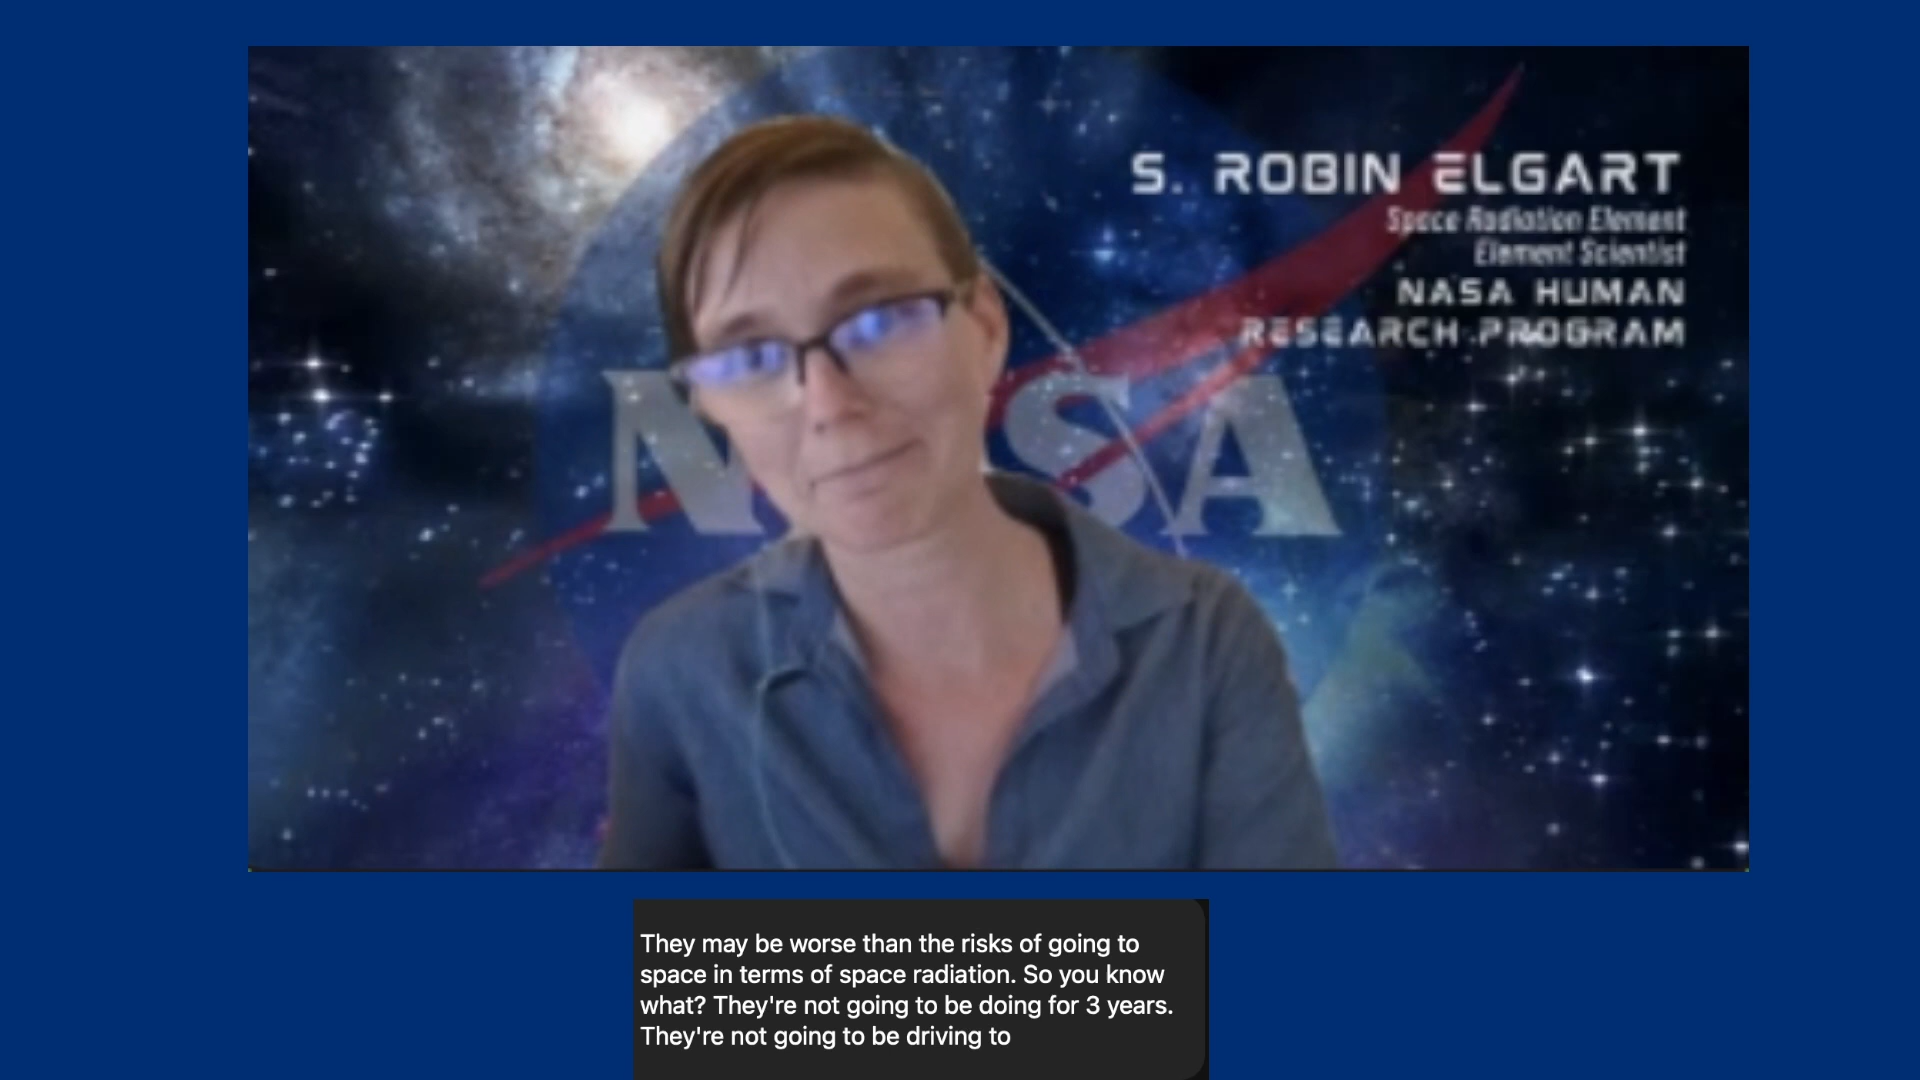 S. ROBIN ELGART
Space Radiation Element
Element Scientist
NASA HUMAN
RESEARCH PROGRAM
NASA
They may be worse than the risks of going to
space in terms of space radiation. So you know
what? They're not going to be doing for 3 years.
They're not going to be driving to